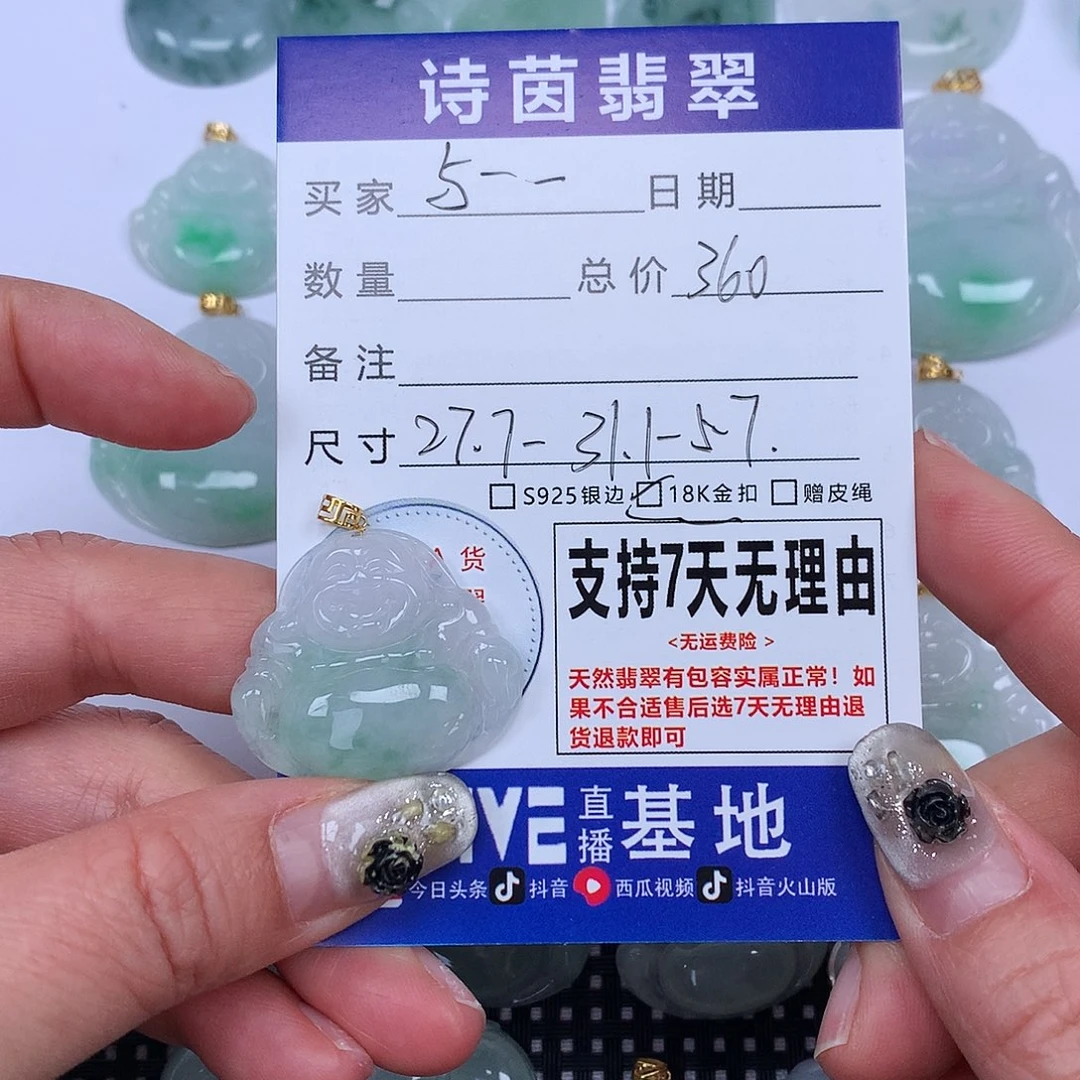 诗茵翡翠
买家 5-- 日期
数量 总价 360
备注
尺寸 27.7-31.1-5.7.
S925银边 18K金扣 赠皮绳
A 货
支持7天无理由
<无运费险>
天然翡翠有包容实属正常！如
果不合适售后选7天无理由退
货退款即可
直播基地
今日头条 抖音 西瓜视频 抖音火山版